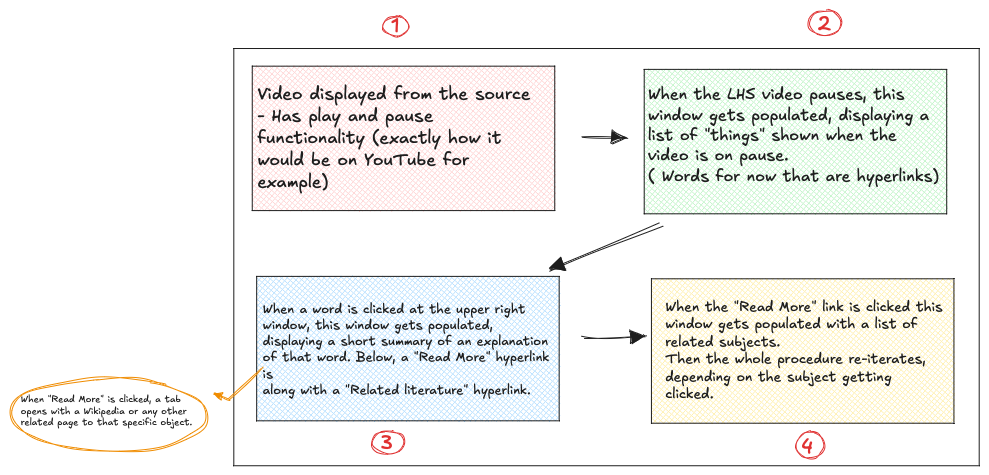 1
2
Video displayed from the source
- Has play and pause
functionality (exactly how it
would be on YouTube for
example)
When the LHS video pauses, this
window gets populated, displaying a
list of "things" shown when the
video is on pause.
( Words for now that are hyperlinks)
When a word is clicked at the upper right
window, this window gets populated,
displaying a short summary of an explanation
of that word. Below, a "Read More" hyperlink
is
along with a "Related literature" hyperlink.
When the "Read More" link is clicked this
window gets populated with a list of
related subjects.
Then the whole procedure re-iterates,
depending on the subject getting
clicked.
When "Read More" is clicked, a tab
opens with a Wikipedia or any other
related page to that specific object.
3
4